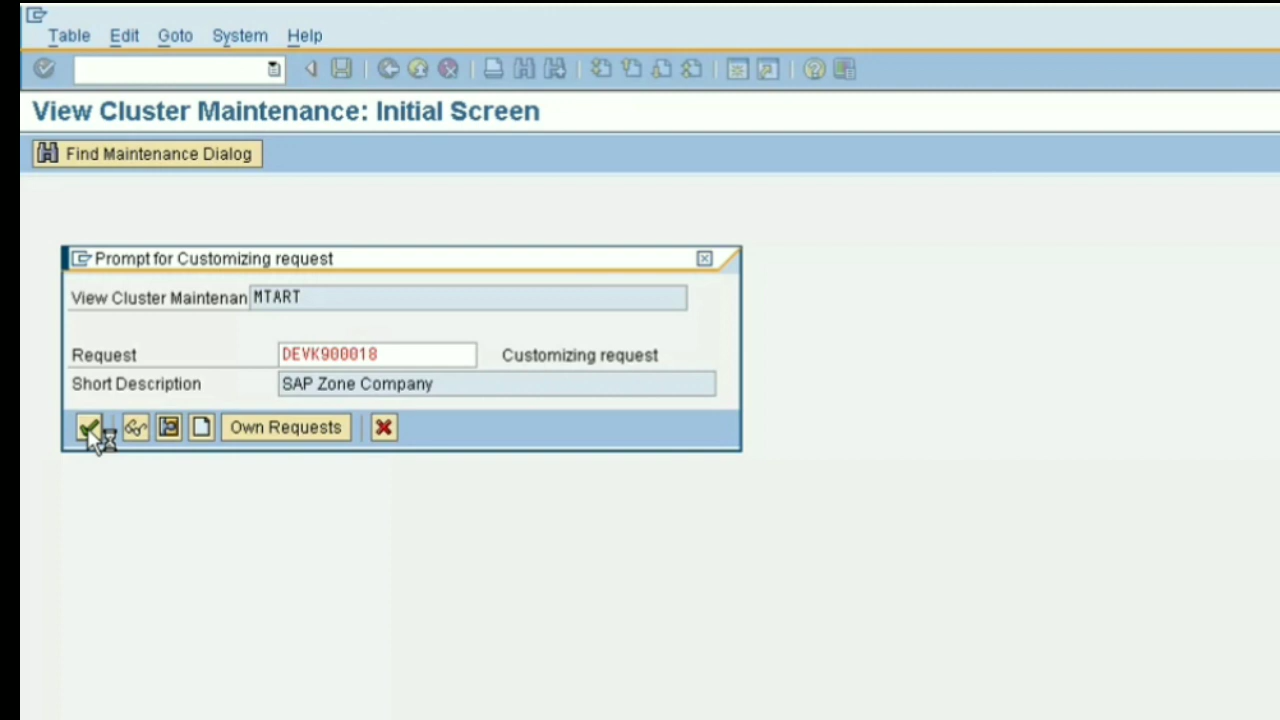 Table Edit Goto System Help
View Cluster Maintenance: Initial Screen
Find Maintenance Dialog
Prompt for Customizing request
View Cluster Maintenan MTART
Request DEVK900018 Customizing request
Short Description SAP Zone Company
Own Requests